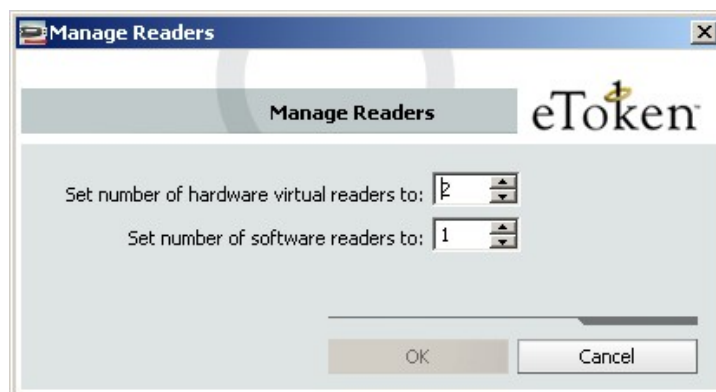 Manage Readers
Manage Readers
eToken™
Set number of hardware virtual readers to: 2
Set number of software readers to: 1
OK
Cancel